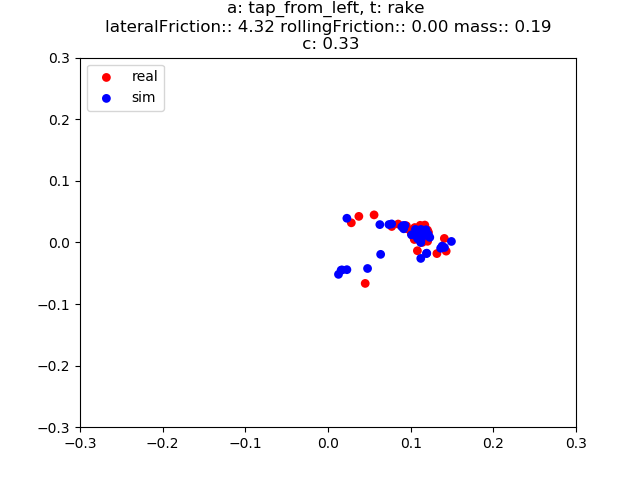 a: tap_from_left, t: rake
lateralFriction:: 4.32 rollingFriction:: 0.00 mass:: 0.19
c: 0.33
real
sim
0.3
0.2
0.1
0.0
−0.1
−0.2
−0.3
−0.3 −0.2 −0.1 0.0 0.1 0.2 0.3